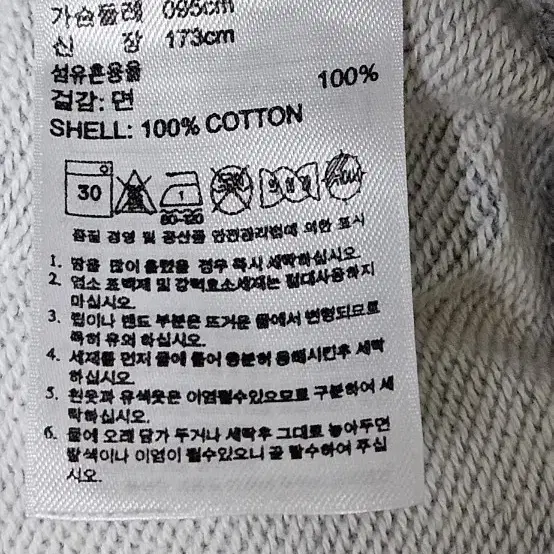 가슴둘레 095cm
신 장 173cm
섬유혼용율
겉감: 면 100%
SHELL: 100% COTTON
30
1
80-120
품질 경영 및 공산품 안전관리법에 의한 표시
1. 땀을 많이 흘렸을 경우 즉시 세탁하십시오.
2. 염소 표백제 및 강력효소세제는 절대사용하지
마십시오.
3. 립이나 밴드 부분은 뜨거운 물에서 변형되므로
특히 유의 하십시오.
4. 세제를 먼저 물에 풀어 충분히 용해시킨후 세탁
하십시오.
5. 흰옷과 유색옷은 이염될수있으므로 구분하여 세
탁하십시오.
6. 물에 오래 담가 두거나 세탁후 그대로 놓아두면
탈색이나 이염이 될수있으니 꼭 탈수하여 주십
시오.